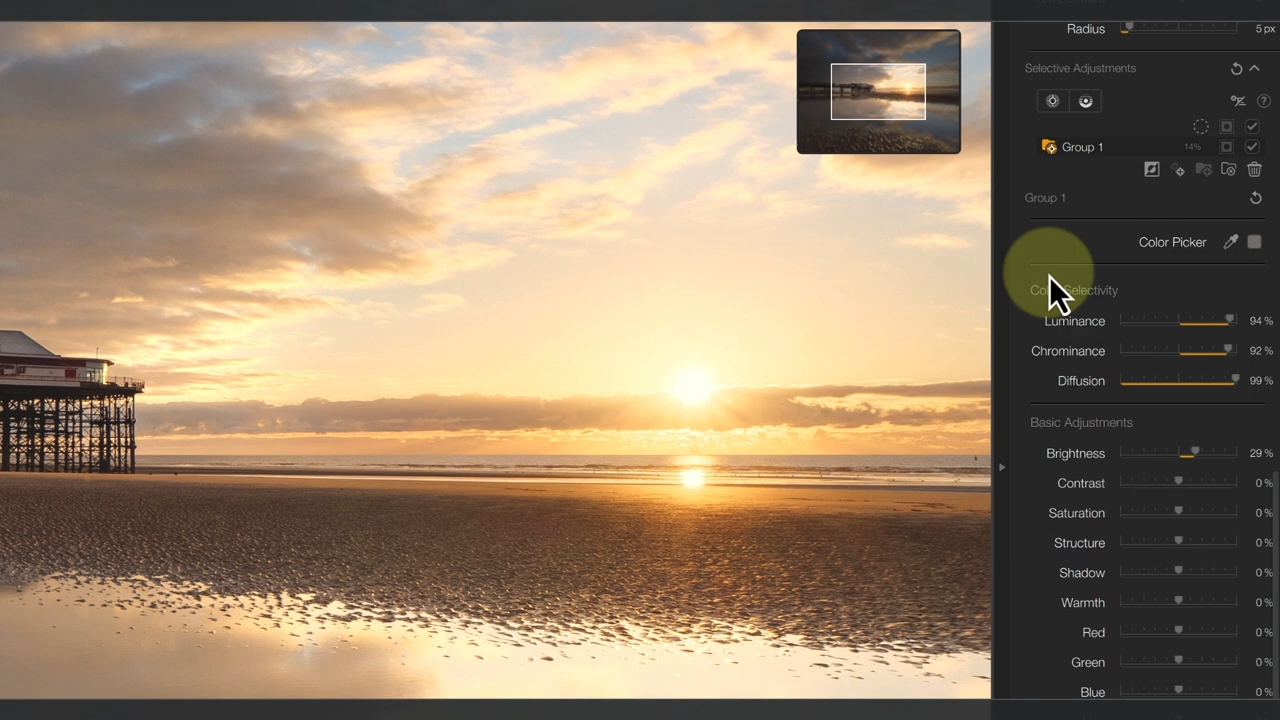 Radius 5 px
Selective Adjustments
?
Group 1 14%
Group 1
Color Picker
Color Selectivity
Luminance 94 %
Chrominance 92 %
Diffusion 99 %
Basic Adjustments
Brightness 29 %
Contrast 0 %
Saturation 0 %
Structure 0 %
Shadow 0 %
Warmth 0 %
Red 0 %
Green 0 %
Blue 0 %